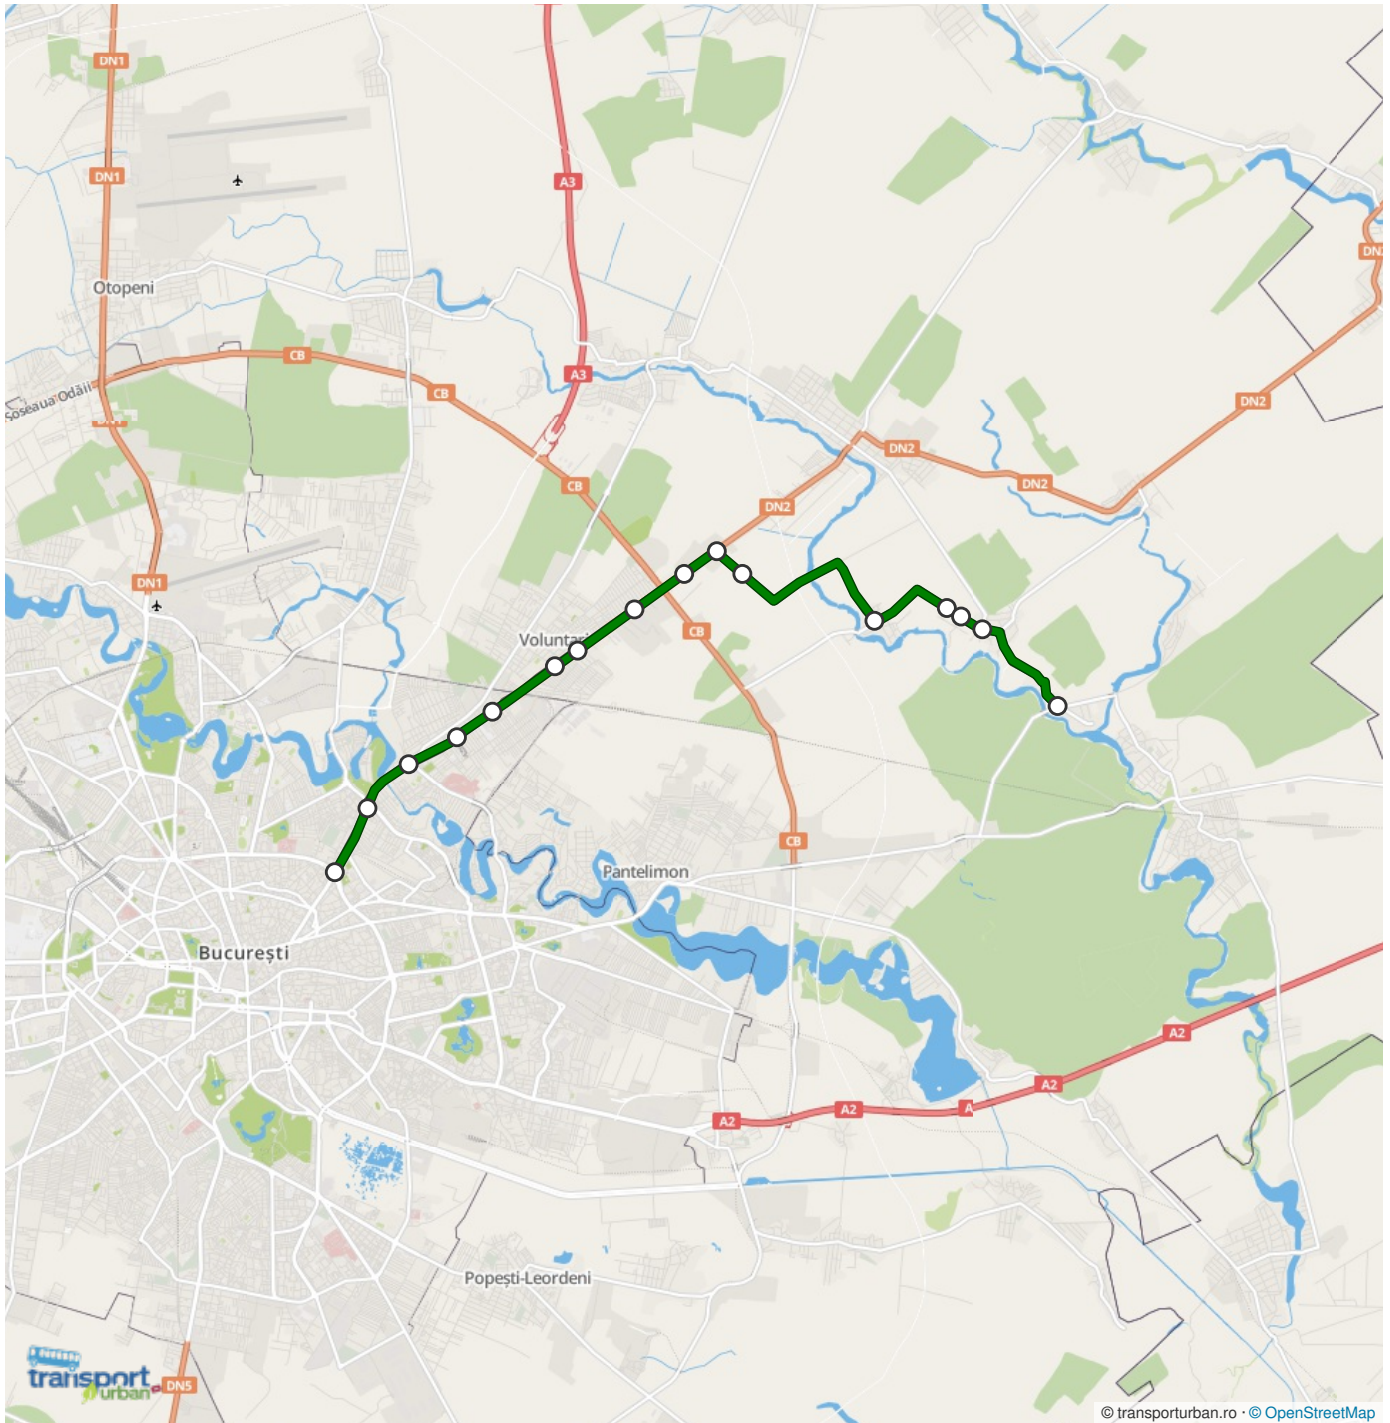 DN1
DN1
A3
DN
Otopeni
CB
A3
CB
șoseaua Odăii
DN2
DN2
CB
DN2
DN2
DN1
CB
Voluntari
CB
Pantelimon
București
A2
A2
A
A2
A2
Popești-Leordeni
transport
urban
DN5
© transporturban.ro · © OpenStreetMap